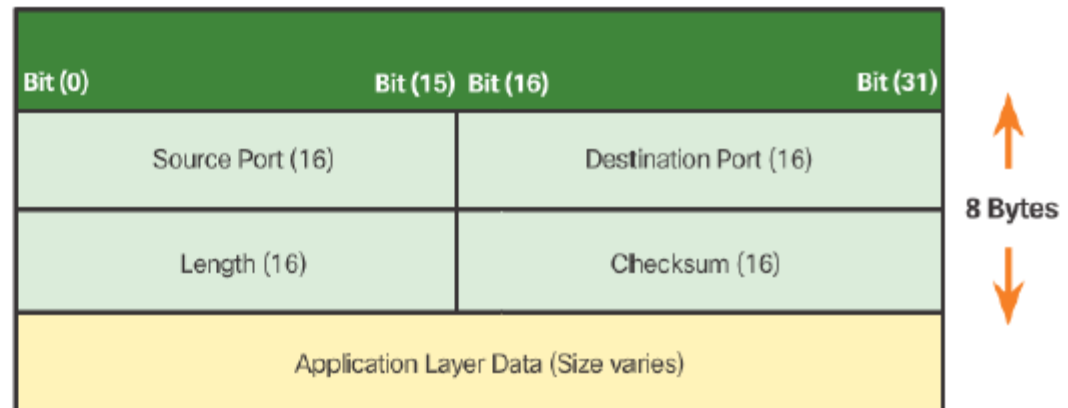 Bit (0) Bit (15) Bit (16) Bit (31)
Source Port (16) Destination Port (16)
8 Bytes
Length (16) Checksum (16)
Application Layer Data (Size varies)